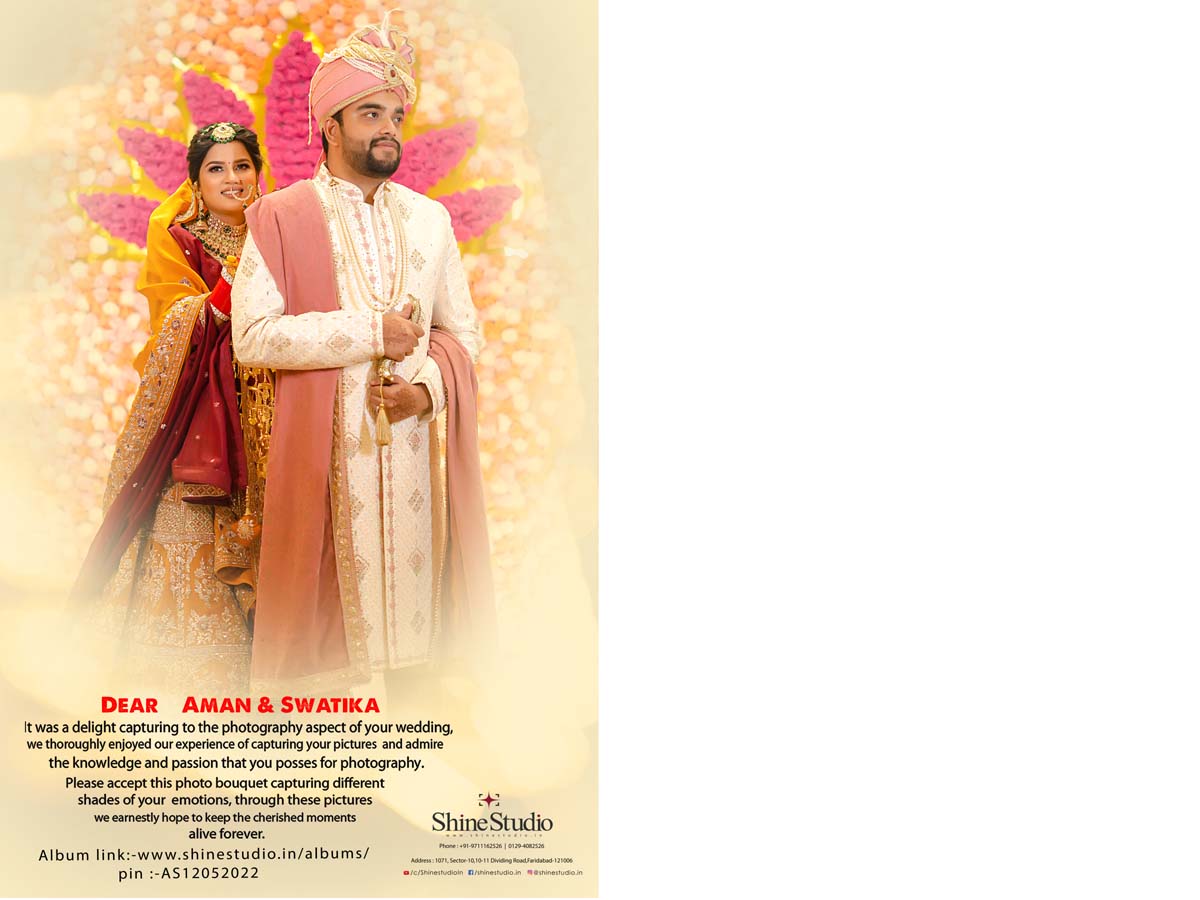 DEAR AMAN & SWATIKA
It was a delight capturing to the photography aspect of your wedding,
we thoroughly enjoyed our experience of capturing your pictures and admire
the knowledge and passion that you posses for photography.
Please accept this photo bouquet capturing different
shades of your emotions, through these pictures
we earnestly hope to keep the cherished moments
alive forever.
Album link:-www.shinestudio.in/albums/
pin :-AS12052022
Shine Studio
www.shinestudio.in
Phone : +91-9711162526 | 0129-4082526
Address : 1071, Sector-10,10-11 Dividing Road,Faridabad-121006
/c/ShinestudioIn /shinestudio.in @shinestudio.in